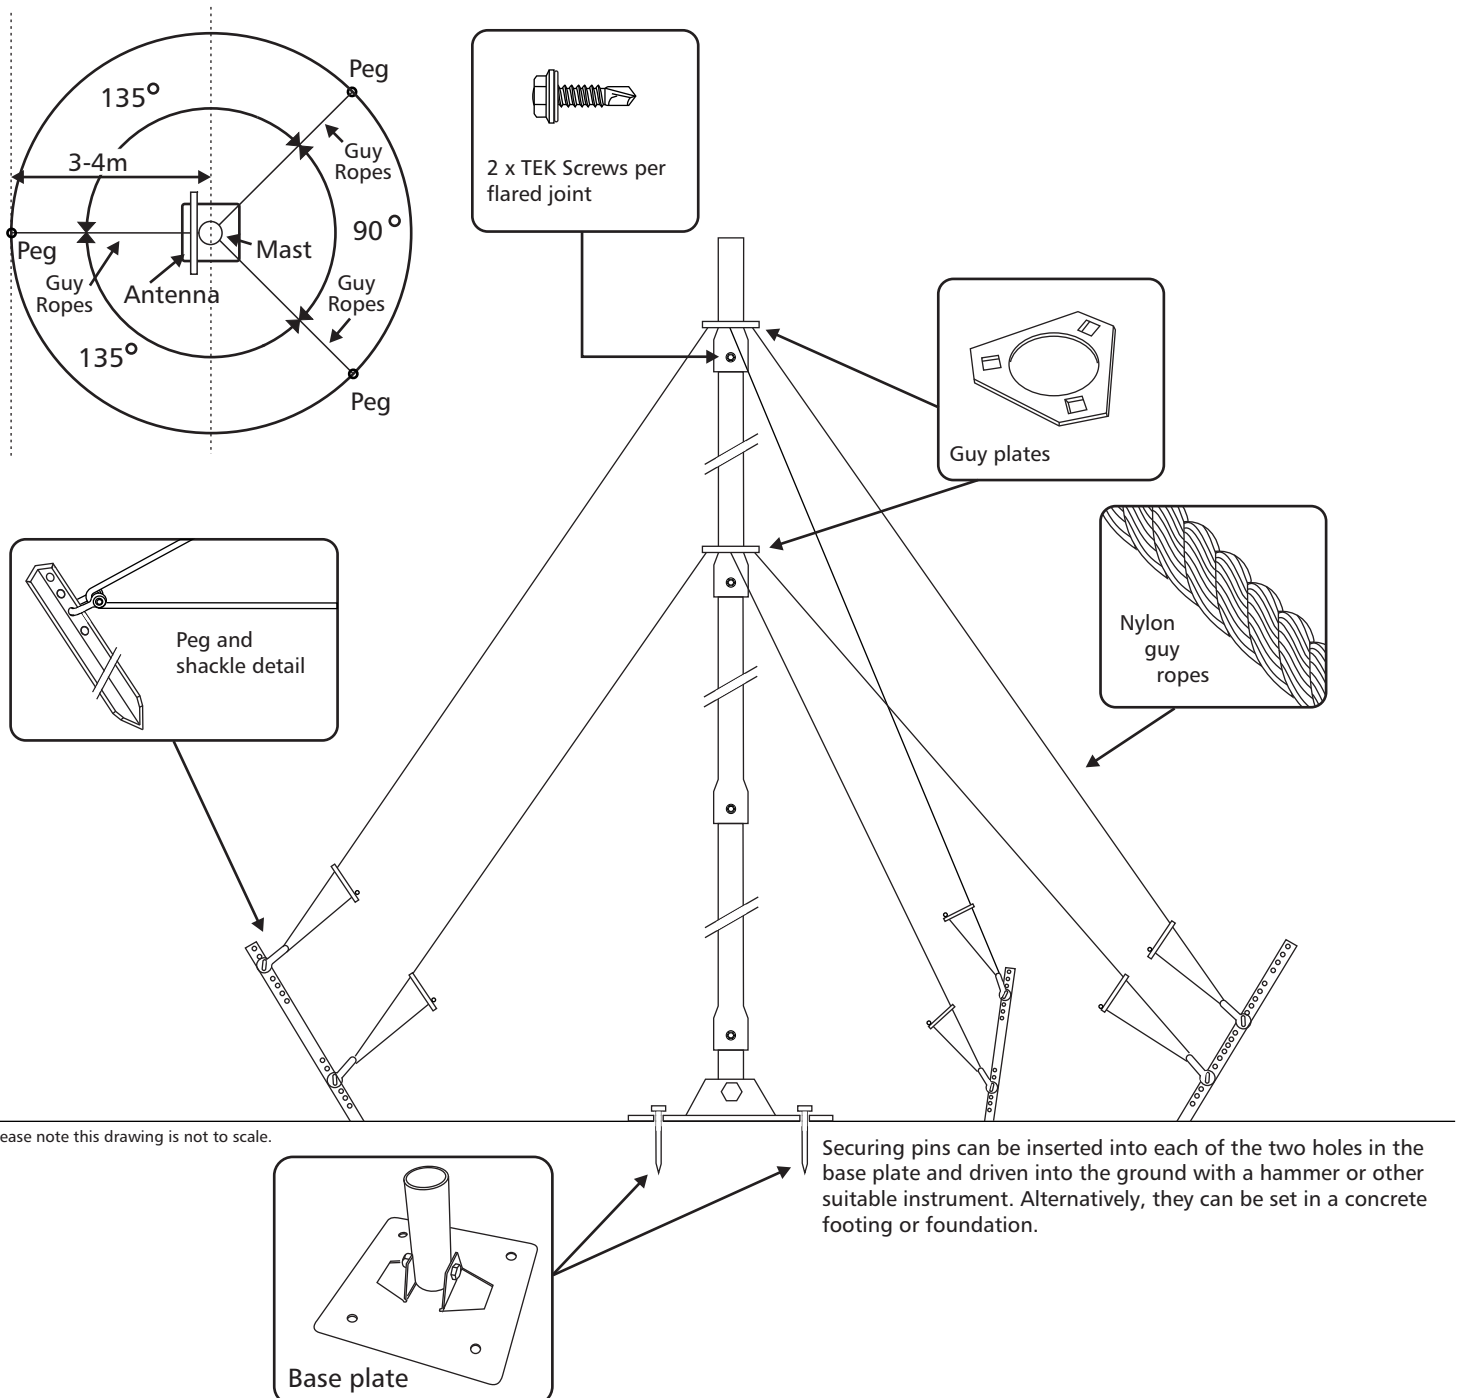 135°
Peg
3-4m
Guy
Ropes
90°
Peg
Mast
Guy
Ropes
Antenna
Guy
Ropes
135°
Peg
2 x TEK Screws per
flared joint
Guy plates
Peg and
shackle detail
Nylon
guy
ropes
ease note this drawing is not to scale.
Securing pins can be inserted into each of the two holes in the
base plate and driven into the ground with a hammer or other
suitable instrument. Alternatively, they can be set in a concrete
footing or foundation.
Base plate